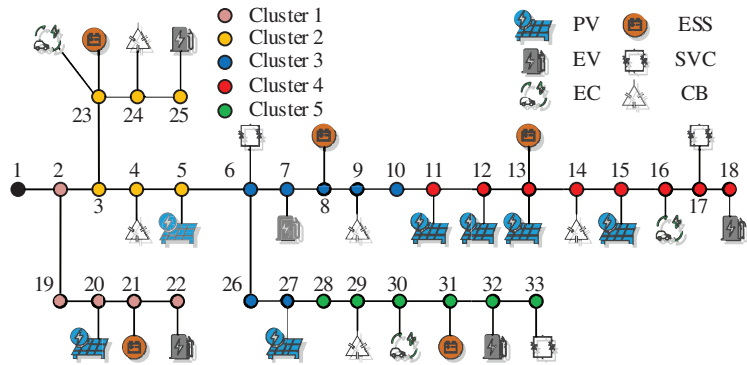 Cluster 1
Cluster 2
Cluster 3
Cluster 4
Cluster 5
PV ESS
EV SVC
EC CB
23 24 25
1 2 3 4 5 6 7 8 9 10 11 12 13 14 15 16 17 18
19 20 21 22
26 27 28 29 30 31 32 33